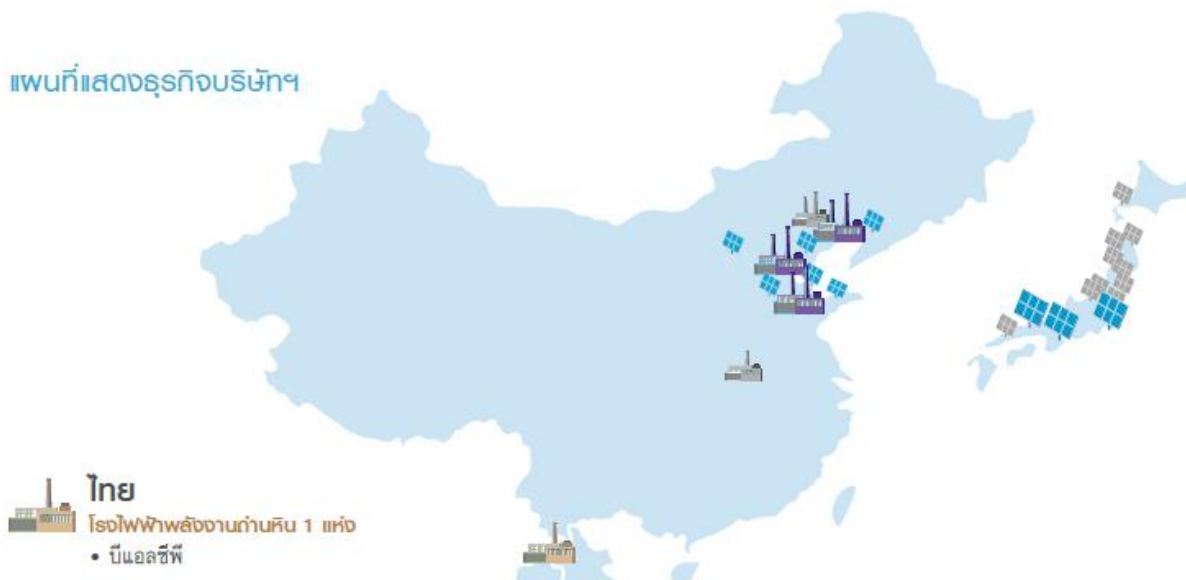 แผนที่แสดงธุรกิจบริษัทฯ
ไทย
โรงไฟฟ้าพลังงานถ่านหิน 1 แห่ง
• บีแอลซีพี